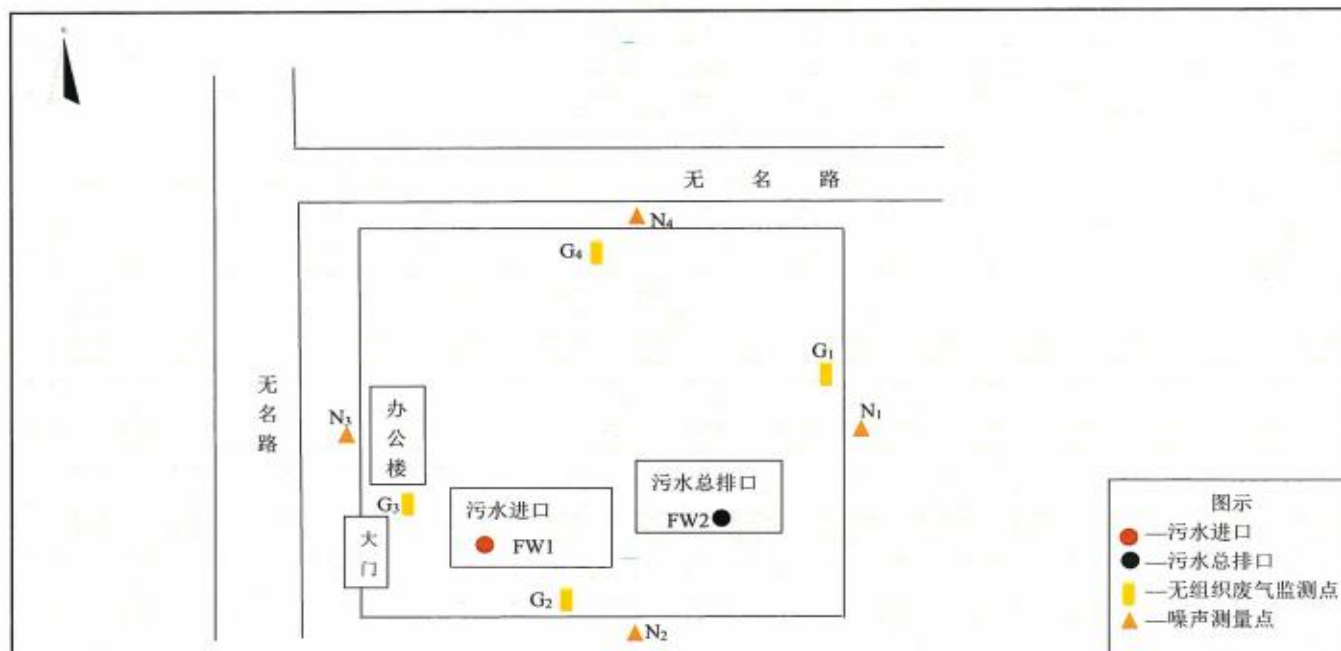 无名路
N4
G4
G1
无名路
N3
办公楼
N1
污水总排口
FW2
G3
污水进口
FW1
大门
G2
N2
图示
—污水进口
—污水总排口
—无组织废气监测点
—噪声测量点